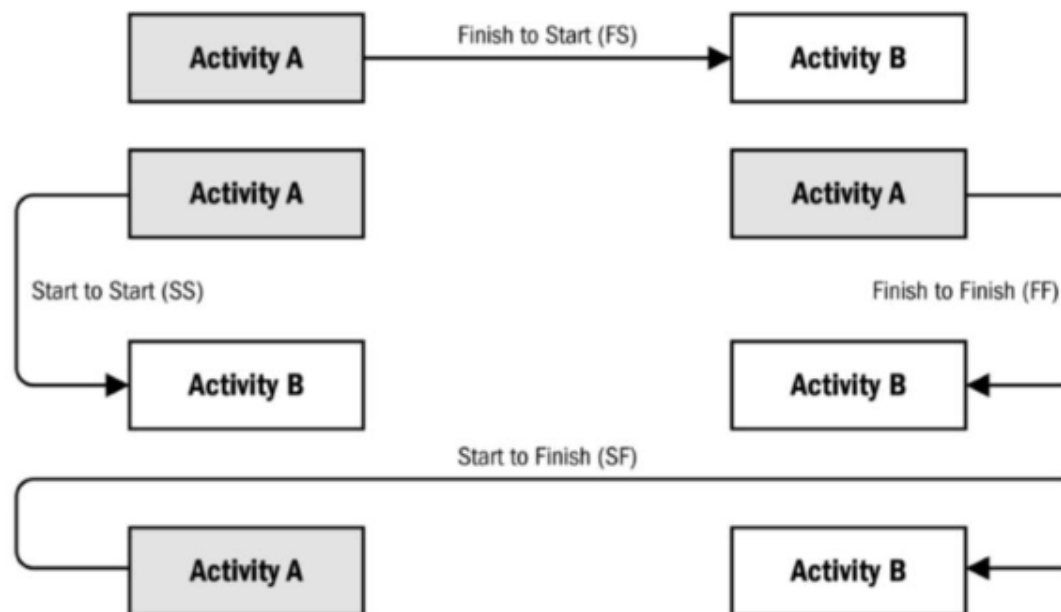 Activity A
Finish to Start (FS)
Activity B
Activity A
Activity A
Start to Start (SS)
Finish to Finish (FF)
Activity B
Activity B
Start to Finish (SF)
Activity A
Activity B